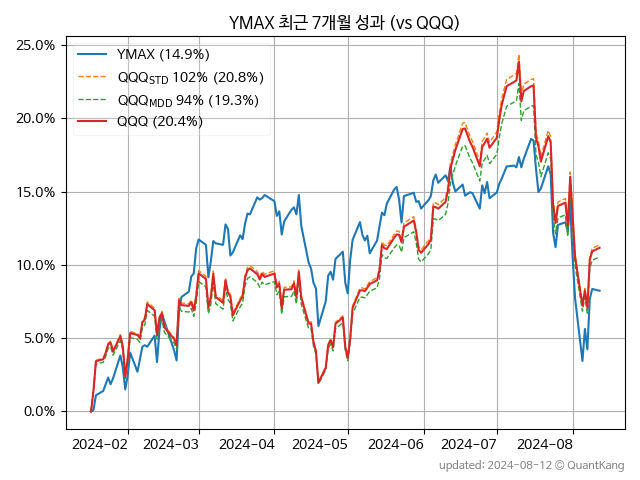 YMAX 최근 7개월 성과 (vs QQQ)
YMAX (14.9%)
QQQSTD 102% (20.8%)
QQQMDD 94% (19.3%)
QQQ (20.4%)
25.0%
20.0%
15.0%
10.0%
5.0%
0.0%
2024-02 2024-03 2024-04 2024-05 2024-06 2024-07 2024-08
updated: 2024-08-12 © QuantKang